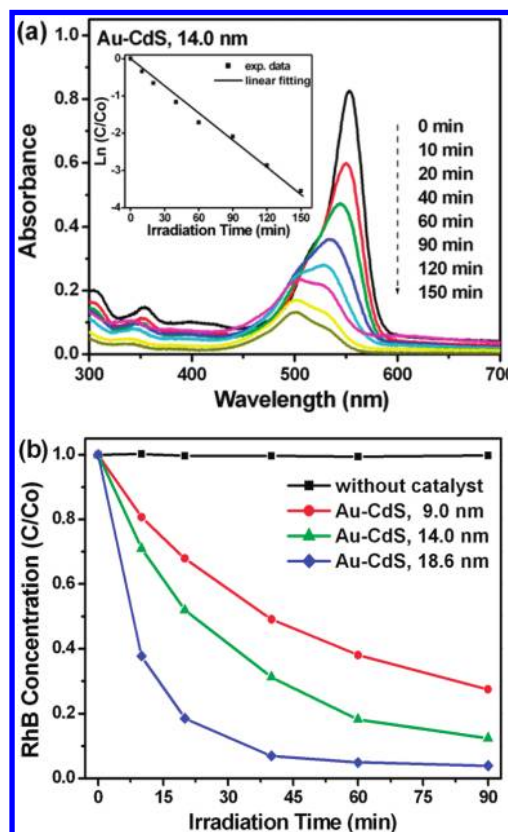 (a) Au-CdS, 14.0 nm
exp. data
linear fitting
Ln (C/Co)
0
-1
-2
-3
-4
0 30 60 90 120 150
Irradiation Time (min)
0 min
10 min
20 min
40 min
60 min
90 min
120 min
150 min
Absorbance
1.0
0.8
0.6
0.4
0.2
0.0
300 400 500 600 700
Wavelength (nm)
(b)
without catalyst
Au-CdS, 9.0 nm
Au-CdS, 14.0 nm
Au-CdS, 18.6 nm
RhB Concentration (C/Co)
1.0
0.8
0.6
0.4
0.2
0.0
0 15 30 45 60 75 90
Irradiation Time (min)